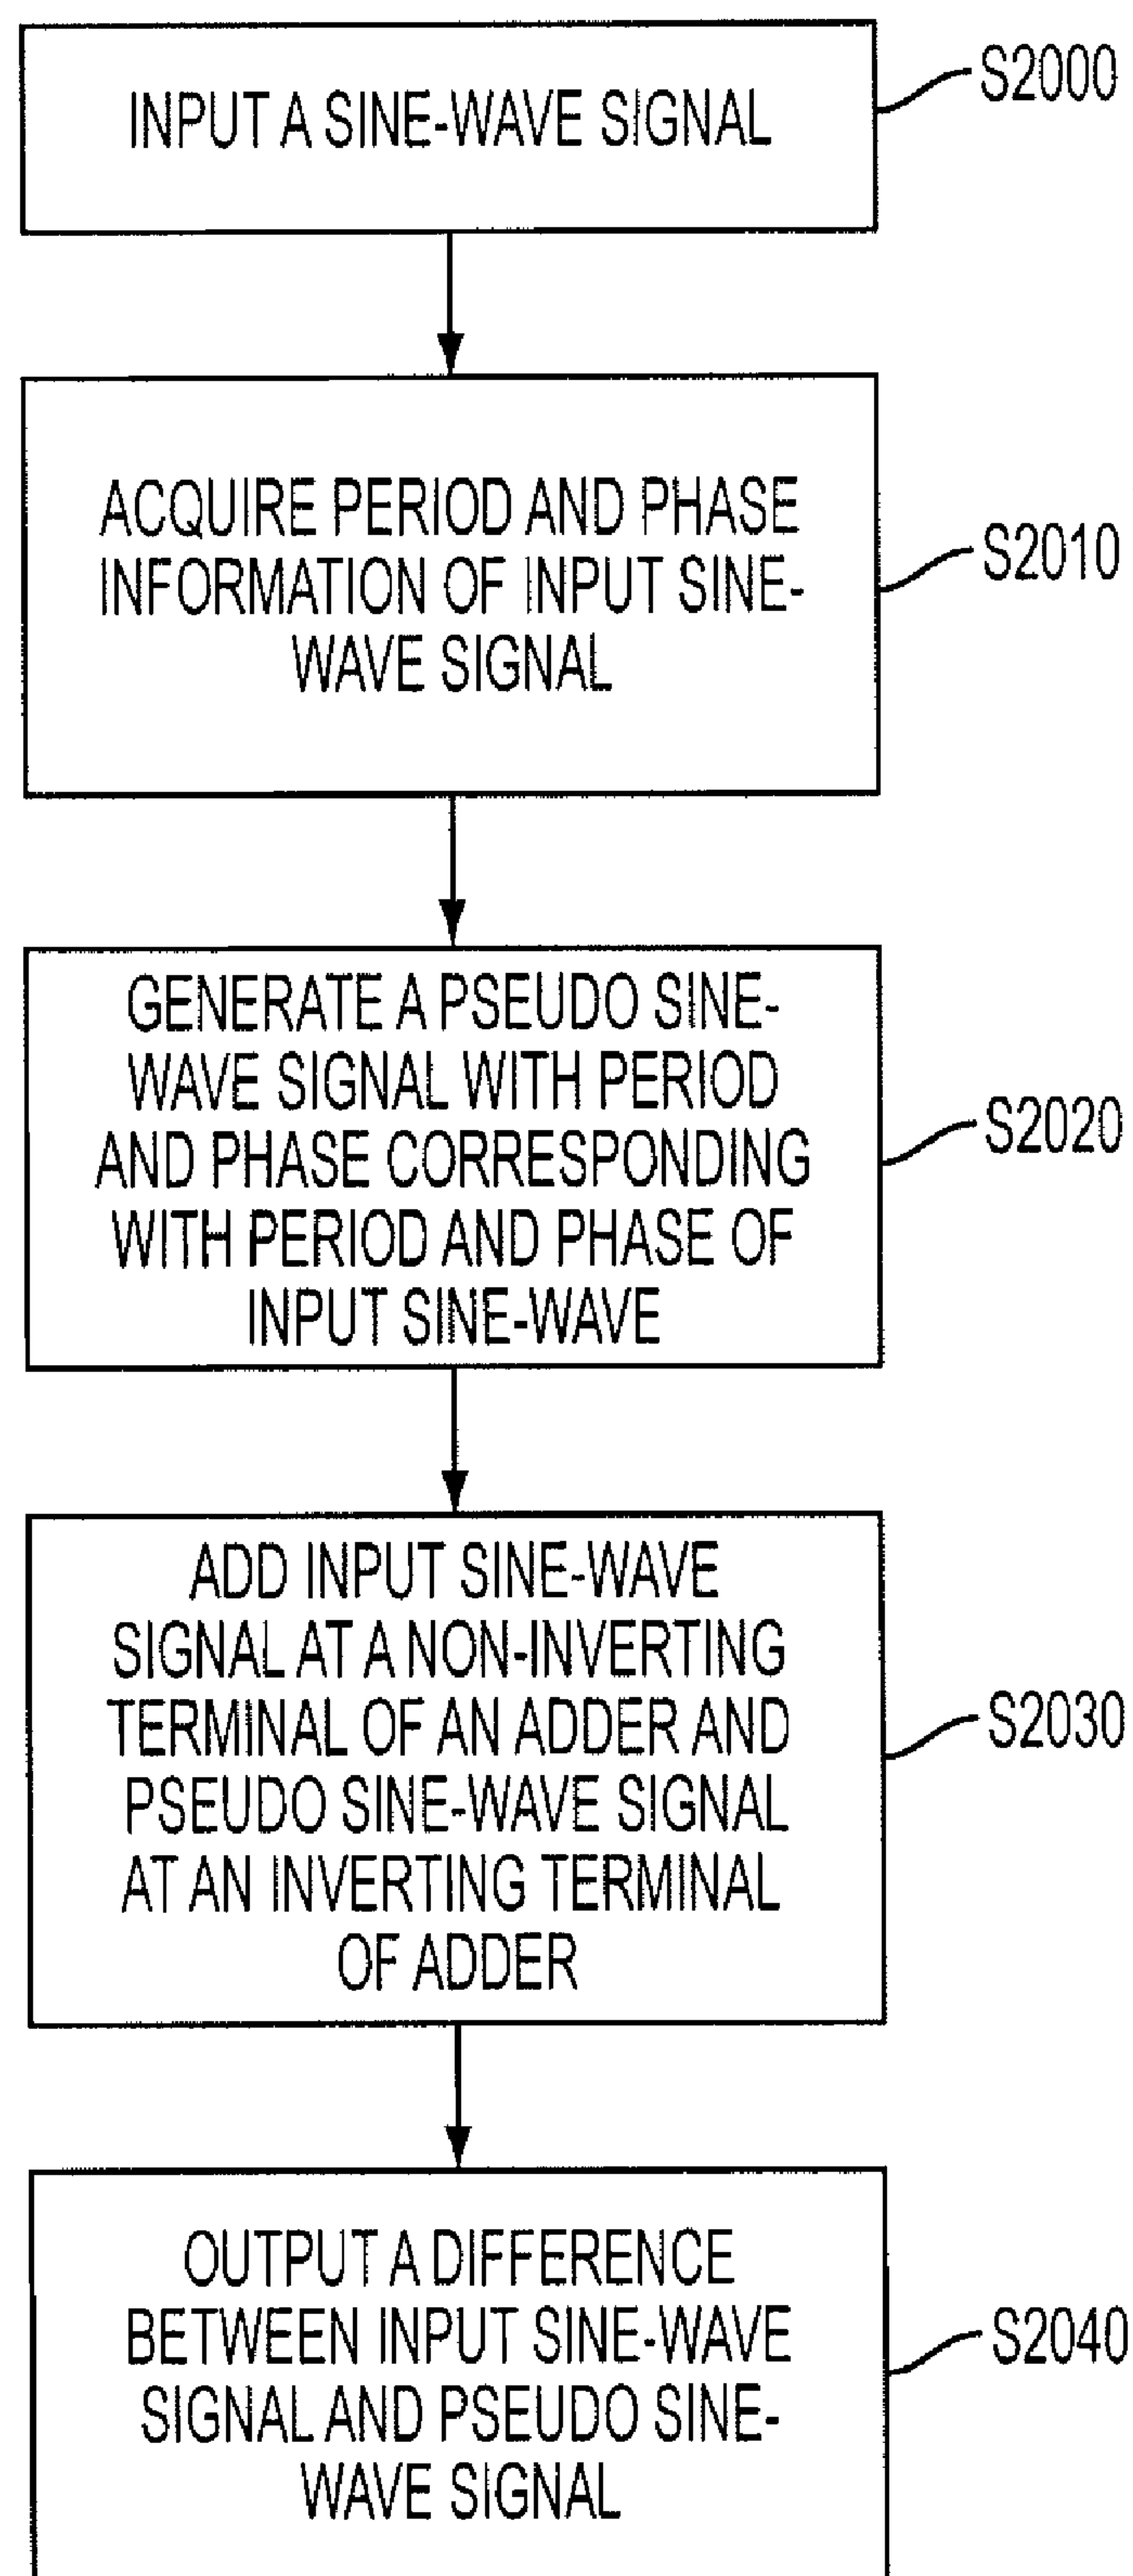 INPUT A SINE-WAVE SIGNAL
S2000
ACQUIRE PERIOD AND PHASE
INFORMATION OF INPUT SINE-
WAVE SIGNAL
S2010
GENERATE A PSEUDO SINE-
WAVE SIGNAL WITH PERIOD
AND PHASE CORRESPONDING
WITH PERIOD AND PHASE OF
INPUT SINE-WAVE
S2020
ADD INPUT SINE-WAVE
SIGNAL AT A NON-INVERTING
TERMINAL OF AN ADDER AND
PSEUDO SINE-WAVE SIGNAL
AT AN INVERTING TERMINAL
OF ADDER
S2030
OUTPUT A DIFFERENCE
BETWEEN INPUT SINE-WAVE
SIGNAL AND PSEUDO SINE-
WAVE SIGNAL
S2040